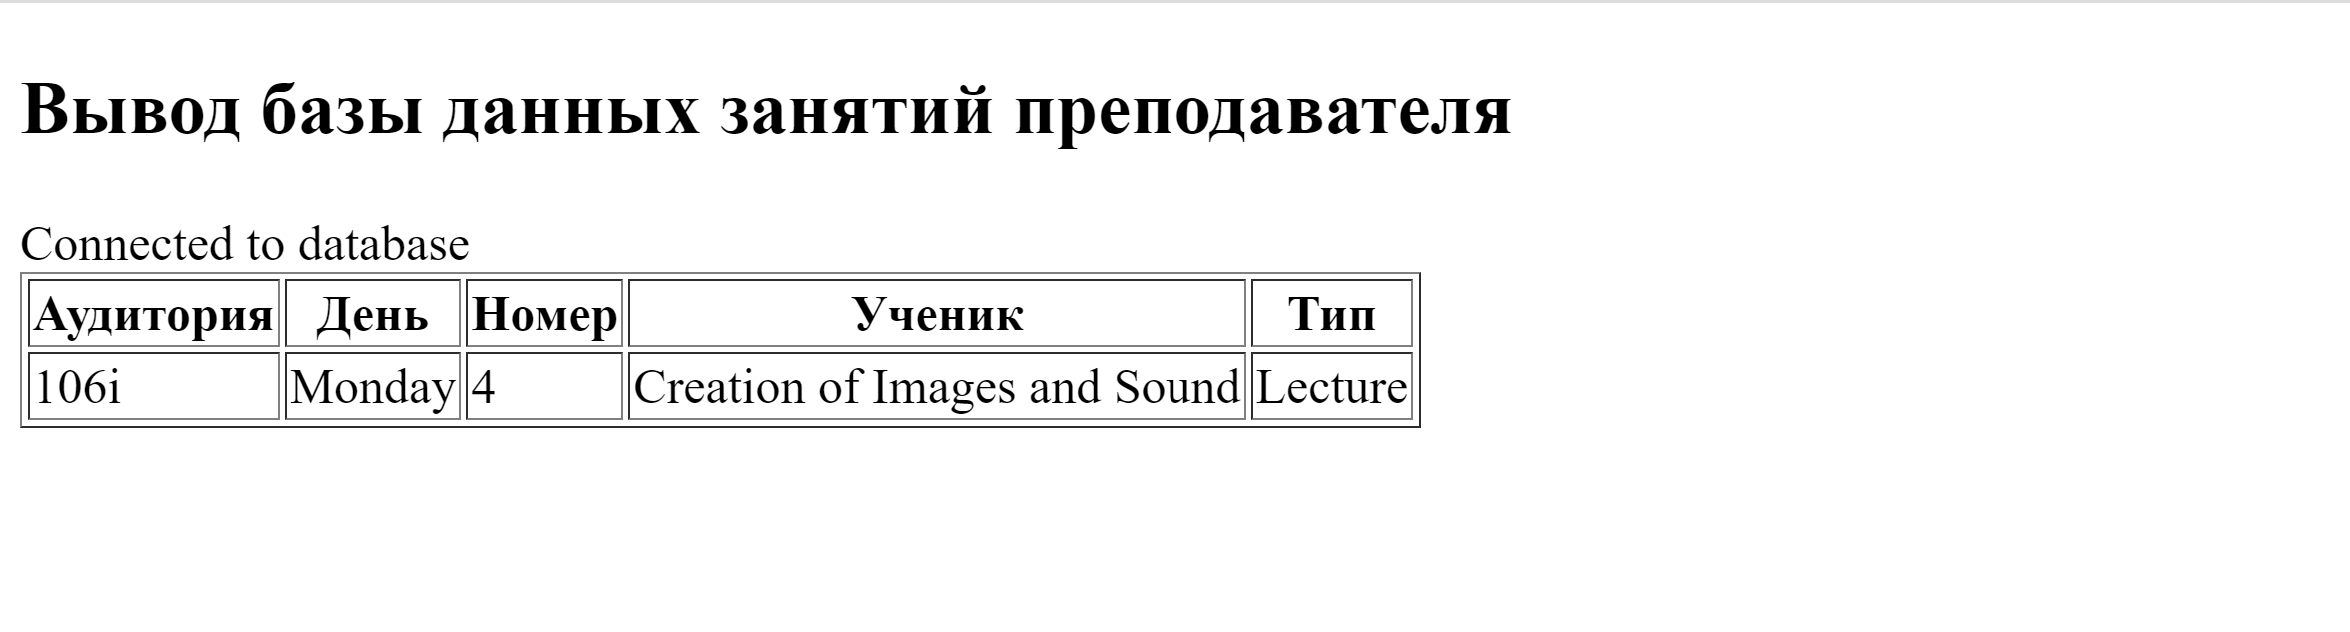 Вывод базы данных занятий преподавателя
Connected to database
Аудитория День Номер Ученик Тип
106i Monday 4 Creation of Images and Sound Lecture